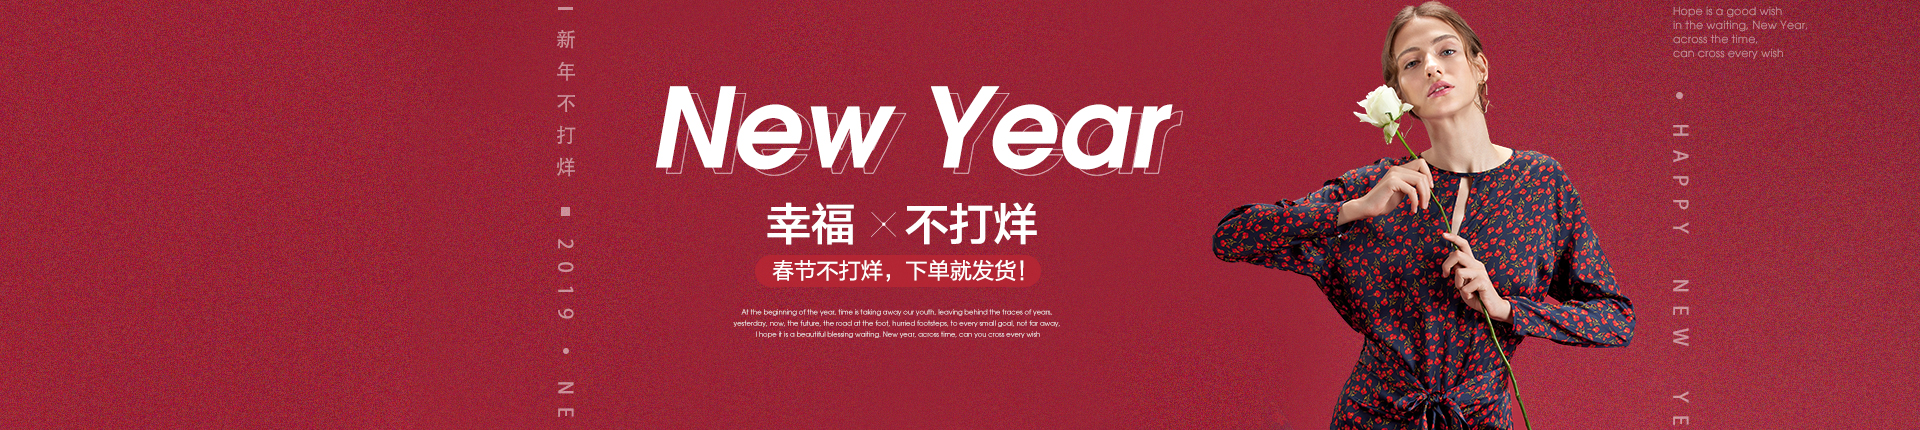 新年不打烊 ■ 2019 • NE
New Year
幸福×不打烊
春节不打烊，下单就发货!
At the beginning of the year, time is taking away our youth, leaving behind the traces of years,
yesterday, now, the future, the road at the foot, hurried footsteps, to every small goal, not far away,
I hope it is a beautiful blessing waiting. New year, across time, can you cross every wish
Hope is a good wish
in the waiting, New Year,
across the time,
can cross every wish
• HAPPY NEW YE